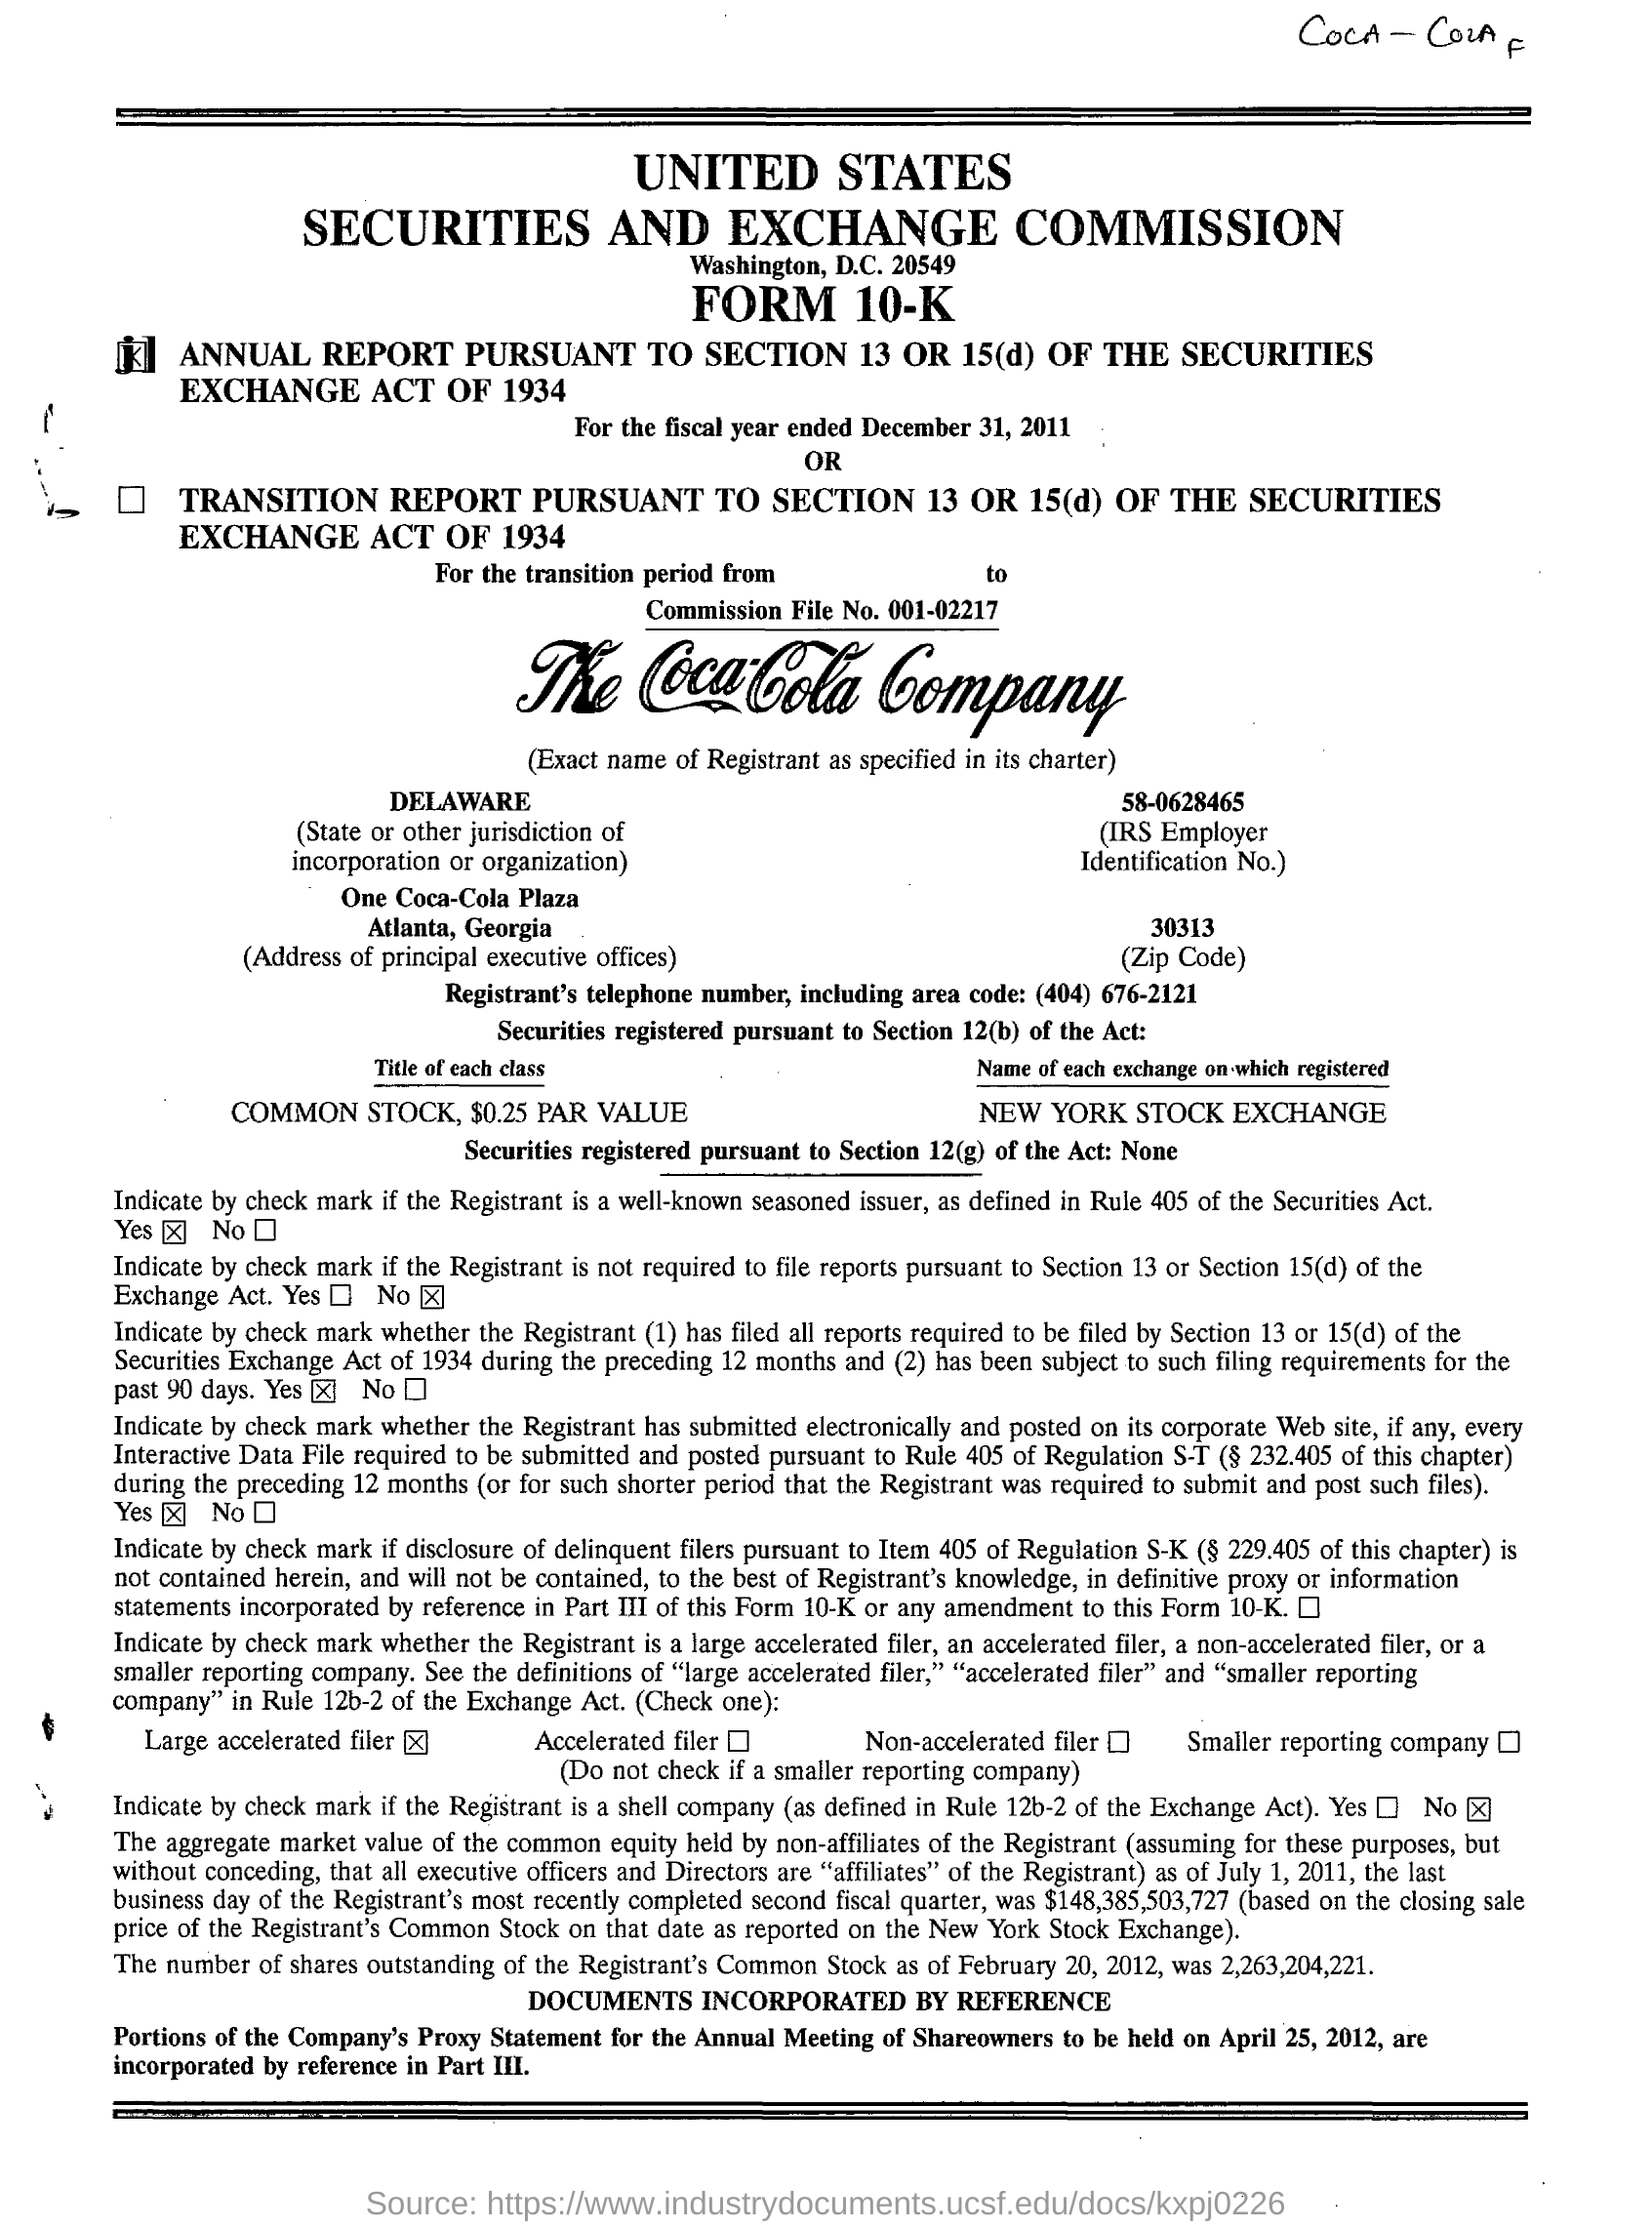 COCA - COLA F
UNITED STATES
SECURITIES AND EXCHANGE COMMISSION
Washington, D.C. 20549
FORM 10-K
☒ ANNUAL REPORT PURSUANT TO SECTION 13 OR 15(d) OF THE SECURITIES
EXCHANGE ACT OF 1934
For the fiscal year ended December 31, 2011
OR
☐ TRANSITION REPORT PURSUANT TO SECTION 13 OR 15(d) OF THE SECURITIES
EXCHANGE ACT OF 1934
For the transition period from to
Commission File No. 001-02217
The Coca-Cola Company
(Exact name of Registrant as specified in its charter)
DELAWARE 58-0628465
(State or other jurisdiction of (IRS Employer
incorporation or organization) Identification No.)
One Coca-Cola Plaza
Atlanta, Georgia 30313
(Address of principal executive offices) (Zip Code)
Registrant's telephone number, including area code: (404) 676-2121
Securities registered pursuant to Section 12(b) of the Act:
Title of each class Name of each exchange on which registered
COMMON STOCK, $0.25 PAR VALUE NEW YORK STOCK EXCHANGE
Securities registered pursuant to Section 12(g) of the Act: None
Indicate by check mark if the Registrant is a well-known seasoned issuer, as defined in Rule 405 of the Securities Act.
Yes ☒ No ☐
Indicate by check mark if the Registrant is not required to file reports pursuant to Section 13 or Section 15(d) of the
Exchange Act. Yes ☐ No ☒
Indicate by check mark whether the Registrant (1) has filed all reports required to be filed by Section 13 or 15(d) of the
Securities Exchange Act of 1934 during the preceding 12 months and (2) has been subject to such filing requirements for the
past 90 days. Yes ☒ No ☐
Indicate by check mark whether the Registrant has submitted electronically and posted on its corporate Web site, if any, every
Interactive Data File required to be submitted and posted pursuant to Rule 405 of Regulation S-T (§ 232.405 of this chapter)
during the preceding 12 months (or for such shorter period that the Registrant was required to submit and post such files).
Yes ☒ No ☐
Indicate by check mark if disclosure of delinquent filers pursuant to Item 405 of Regulation S-K (§ 229.405 of this chapter) is
not contained herein, and will not be contained, to the best of Registrant's knowledge, in definitive proxy or information
statements incorporated by reference in Part III of this Form 10-K or any amendment to this Form 10-K. ☐
Indicate by check mark whether the Registrant is a large accelerated filer, an accelerated filer, a non-accelerated filer, or a
smaller reporting company. See the definitions of “large accelerated filer,” “accelerated filer” and “smaller reporting
company” in Rule 12b-2 of the Exchange Act. (Check one):
Large accelerated filer ☒ Accelerated filer ☐ Non-accelerated filer ☐ Smaller reporting company ☐
(Do not check if a smaller reporting company)
Indicate by check mark if the Registrant is a shell company (as defined in Rule 12b-2 of the Exchange Act). Yes ☐ No ☒
The aggregate market value of the common equity held by non-affiliates of the Registrant (assuming for these purposes, but
without conceding, that all executive officers and Directors are “affiliates” of the Registrant) as of July 1, 2011, the last
business day of the Registrant's most recently completed second fiscal quarter, was $148,385,503,727 (based on the closing sale
price of the Registrant's Common Stock on that date as reported on the New York Stock Exchange).
The number of shares outstanding of the Registrant's Common Stock as of February 20, 2012, was 2,263,204,221.
DOCUMENTS INCORPORATED BY REFERENCE
Portions of the Company's Proxy Statement for the Annual Meeting of Shareowners to be held on April 25, 2012, are
incorporated by reference in Part III.
Source: https://www.industrydocuments.ucsf.edu/docs/kxpj0226